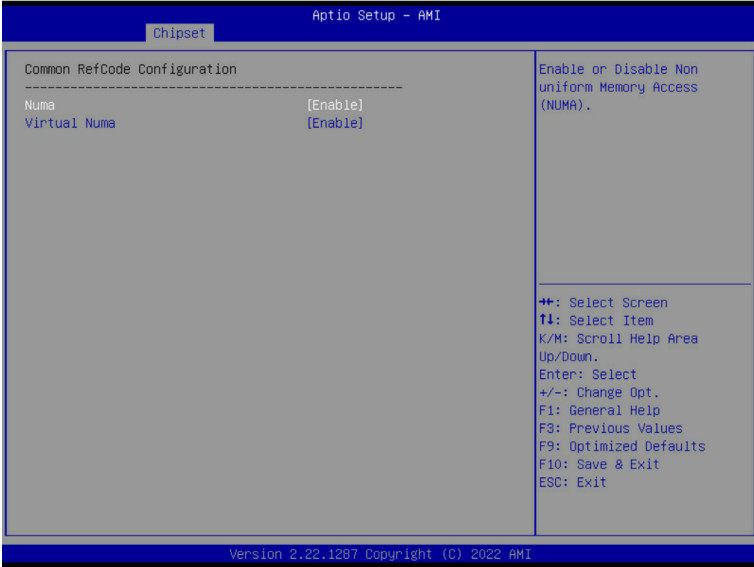 Aptio Setup – AMI
Chipset
Common RefCode Configuration
--------------------------------------------------
Numa [Enable]
Virtual Numa [Enable]
Enable or Disable Non
uniform Memory Access
(NUMA).
→←: Select Screen
↑↓: Select Item
K/M: Scroll Help Area
Up/Down.
Enter: Select
+/-: Change Opt.
F1: General Help
F3: Previous Values
F9: Optimized Defaults
F10: Save & Exit
ESC: Exit
Version 2.22.1287 Copyright (C) 2022 AMI